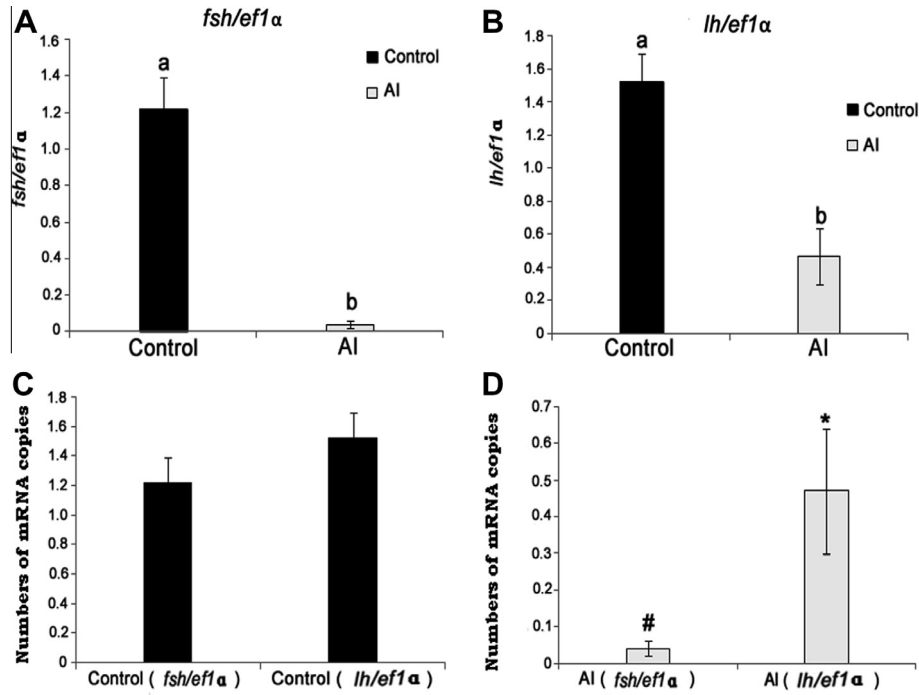 A
fsh/ef1α
fsh/ef1α
1.6
1.4
1.2
1.0
0.8
0.6
0.4
0.2
0
a
b
Control
AI
Control
AI
B
lh/ef1α
lh/ef1α
1.8
1.6
1.4
1.2
1.0
0.8
1.6
0.4
0.2
0
a
b
Control
AI
Control
AI
C
Numbers of mRNA copies
1.8
1.6
1.4
1.2
1.0
1.8
1.6
1.4
1.2
0
Control ( fsh/ef1α )
Control ( lh/ef1α )
D
Numbers of mRNA copies
0.7
0.6
0.5
0.4
0.3
0.2
0.1
0
#
*
AI ( fsh/ef1α )
AI ( lh/ef1α )